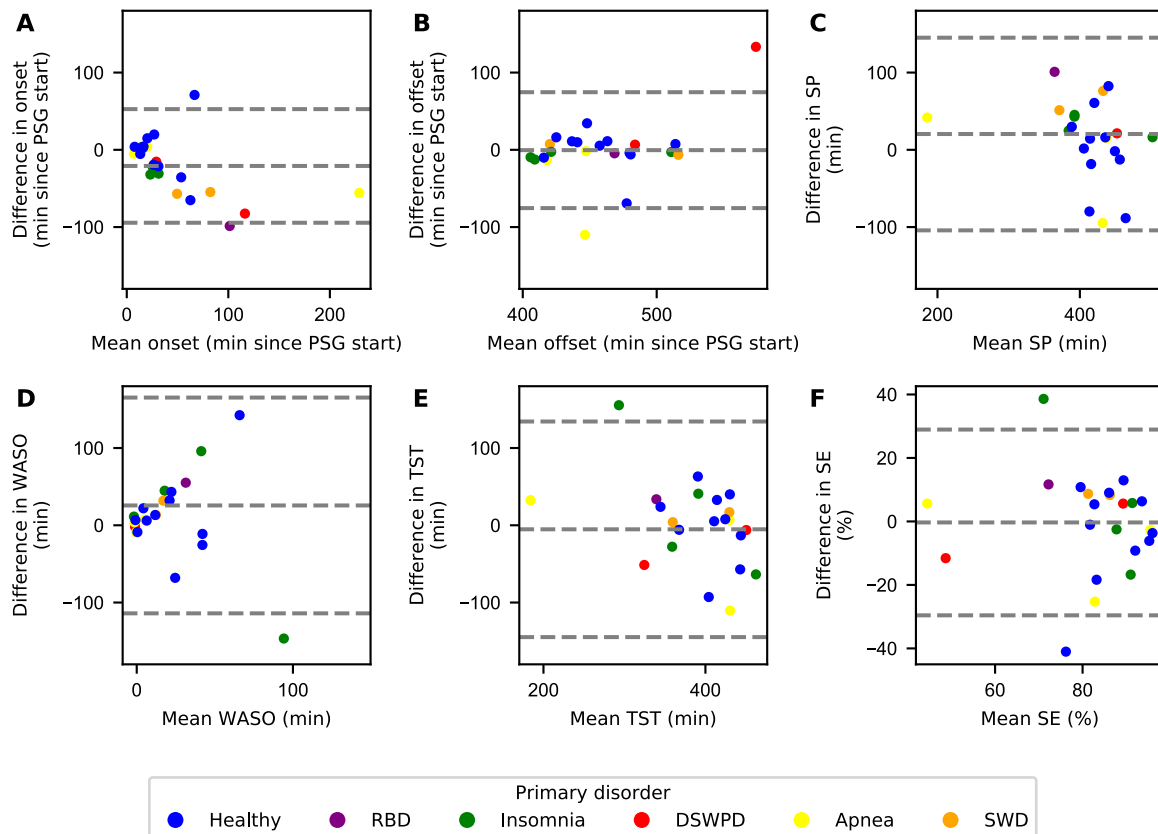 A
Difference in onset
(min since PSG start)
100
0
−100
0
100
200
Mean onset (min since PSG start)
B
Difference in offset
(min since PSG start)
100
0
−100
400
500
Mean offset (min since PSG start)
C
Difference in SP
(min)
100
0
−100
200
400
Mean SP (min)
D
Difference in WASO
(min)
100
0
−100
0
100
Mean WASO (min)
E
Difference in TST
(min)
100
0
−100
200
400
Mean TST (min)
F
Difference in SE
(%)
40
20
0
−20
−40
60
80
Mean SE (%)
Primary disorder
Healthy RBD Insomnia DSWPD Apnea SWD